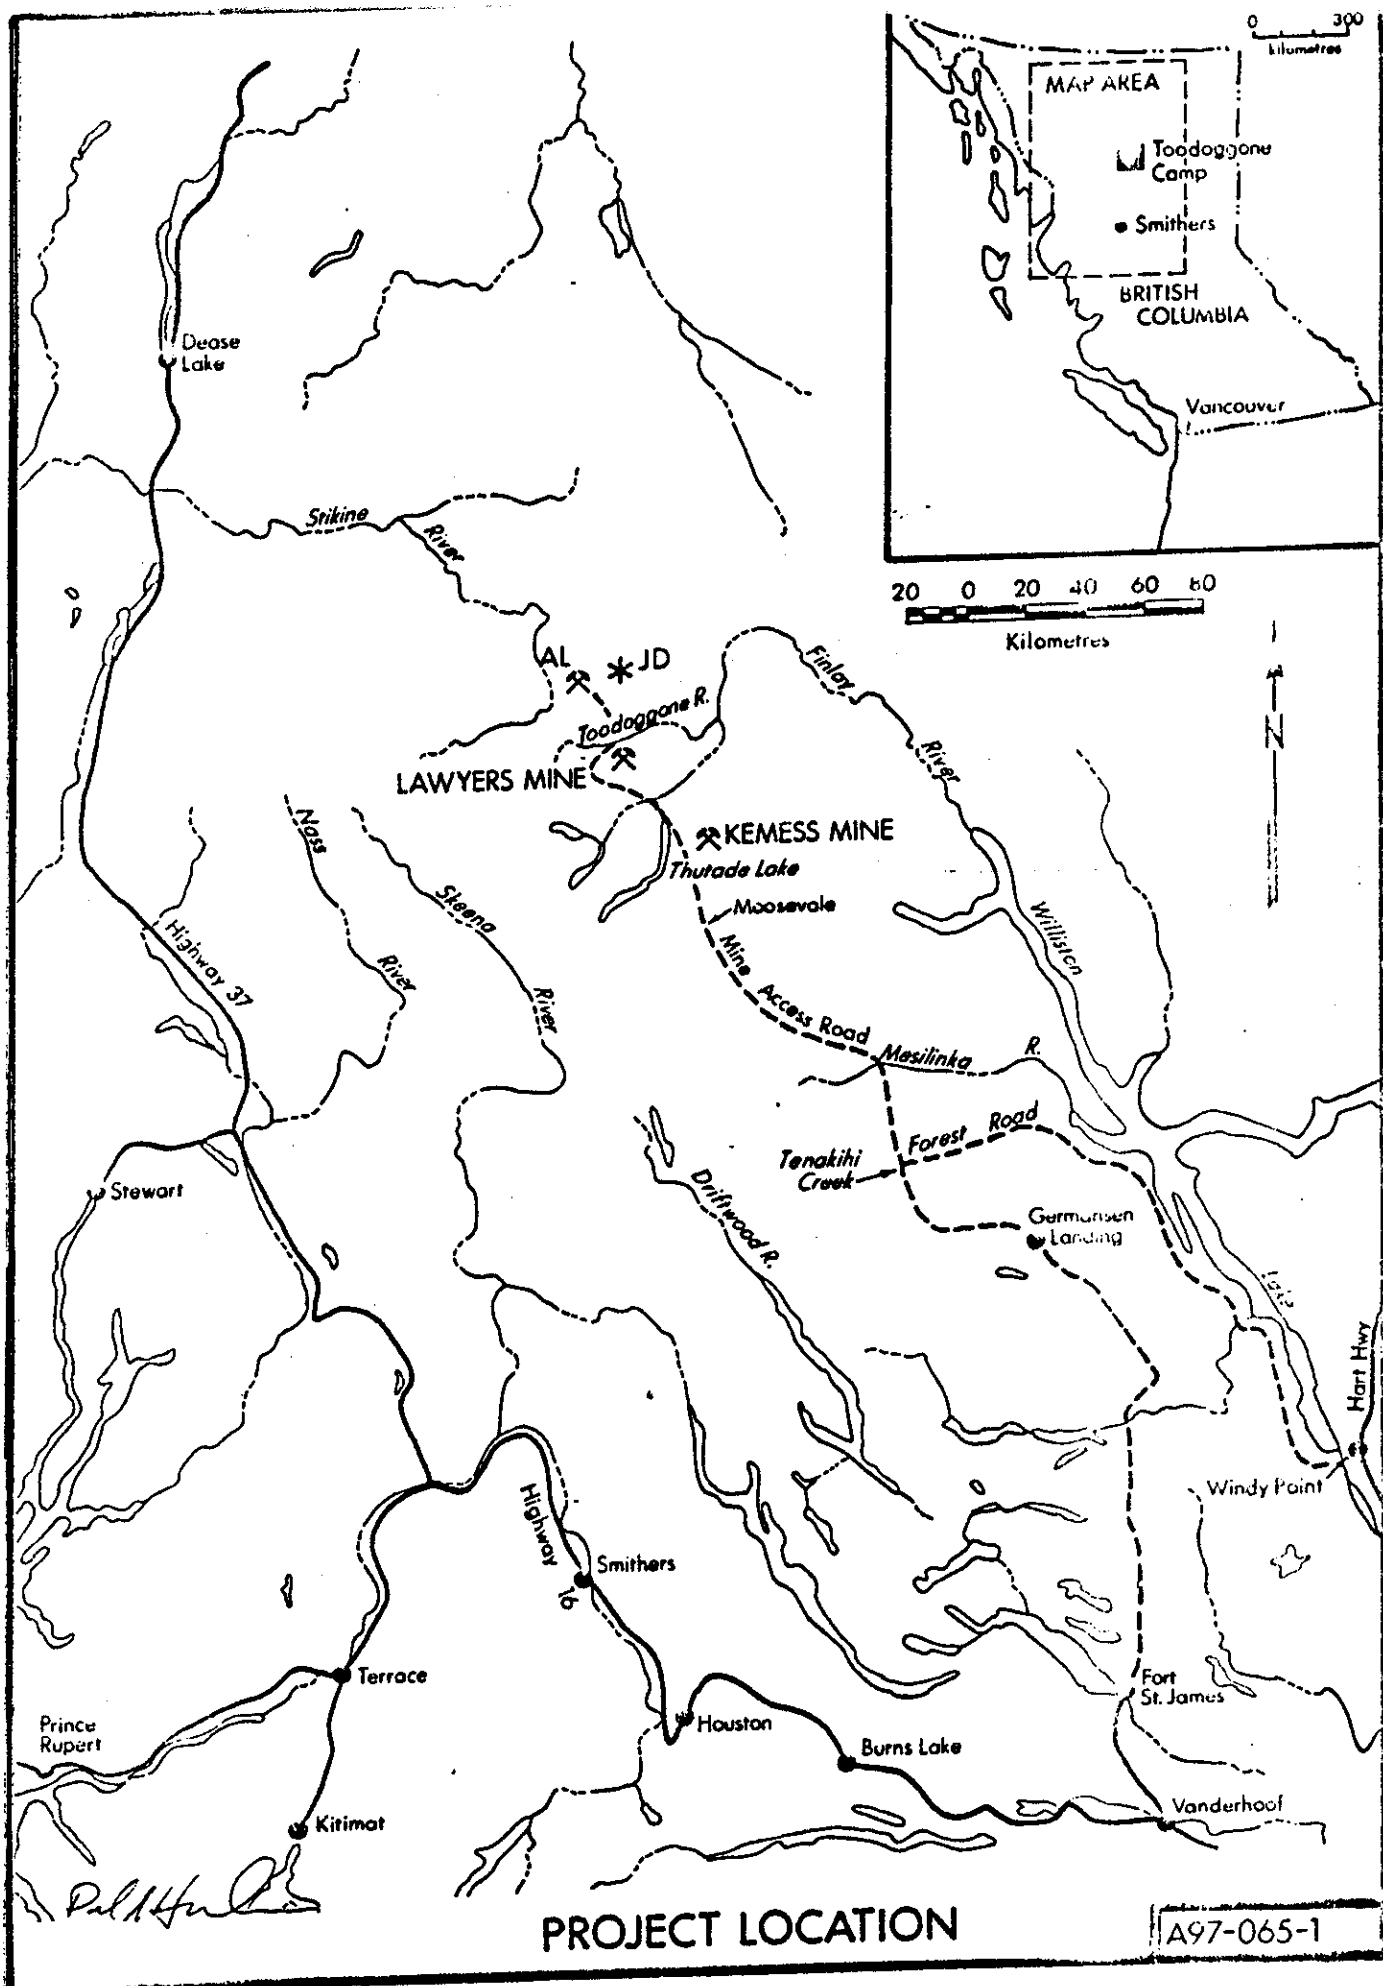 0 300
kilometres
MAP AREA
Toodoggone
Camp
Smithers
BRITISH
COLUMBIA
Vancouver
Dease
Lake
Stikine
River
20 0 20 40 60 80
Kilometres
N
AL
JD
Finlay
River
Toodoggone R.
LAWYERS MINE
KEMESS MINE
Thutade Lake
Moosevale
Nass
River
Skeena
River
Highway 37
Mine Access Road
Williston
Lake
Mesilinka R.
Forest Road
Tenakihi
Creek
Driftwood R.
Germansen
Landing
Stewart
Hart Hwy
Windy Point
Highway 16
Smithers
Terrace
Prince
Rupert
Kitimat
Houston
Burns Lake
Fort
St. James
Vanderhoof
PROJECT LOCATION
A97-065-1